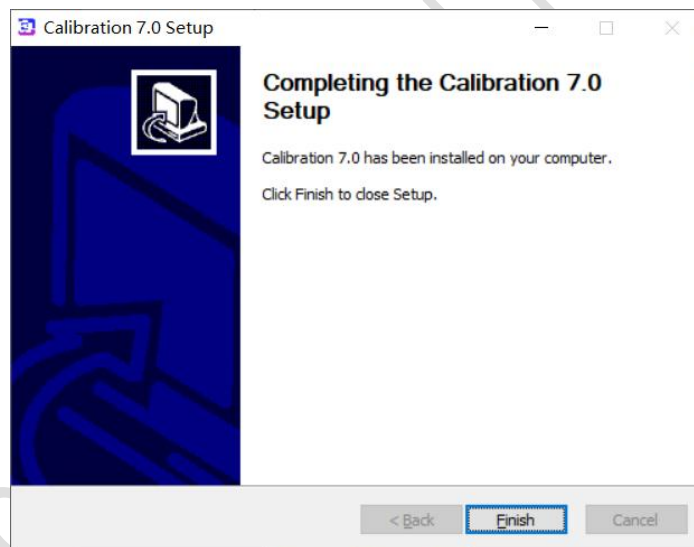 Calibration 7.0 Setup
Completing the Calibration 7.0
Setup
Calibration 7.0 has been installed on your computer.
Click Finish to close Setup.
< Back
Finish
Cancel